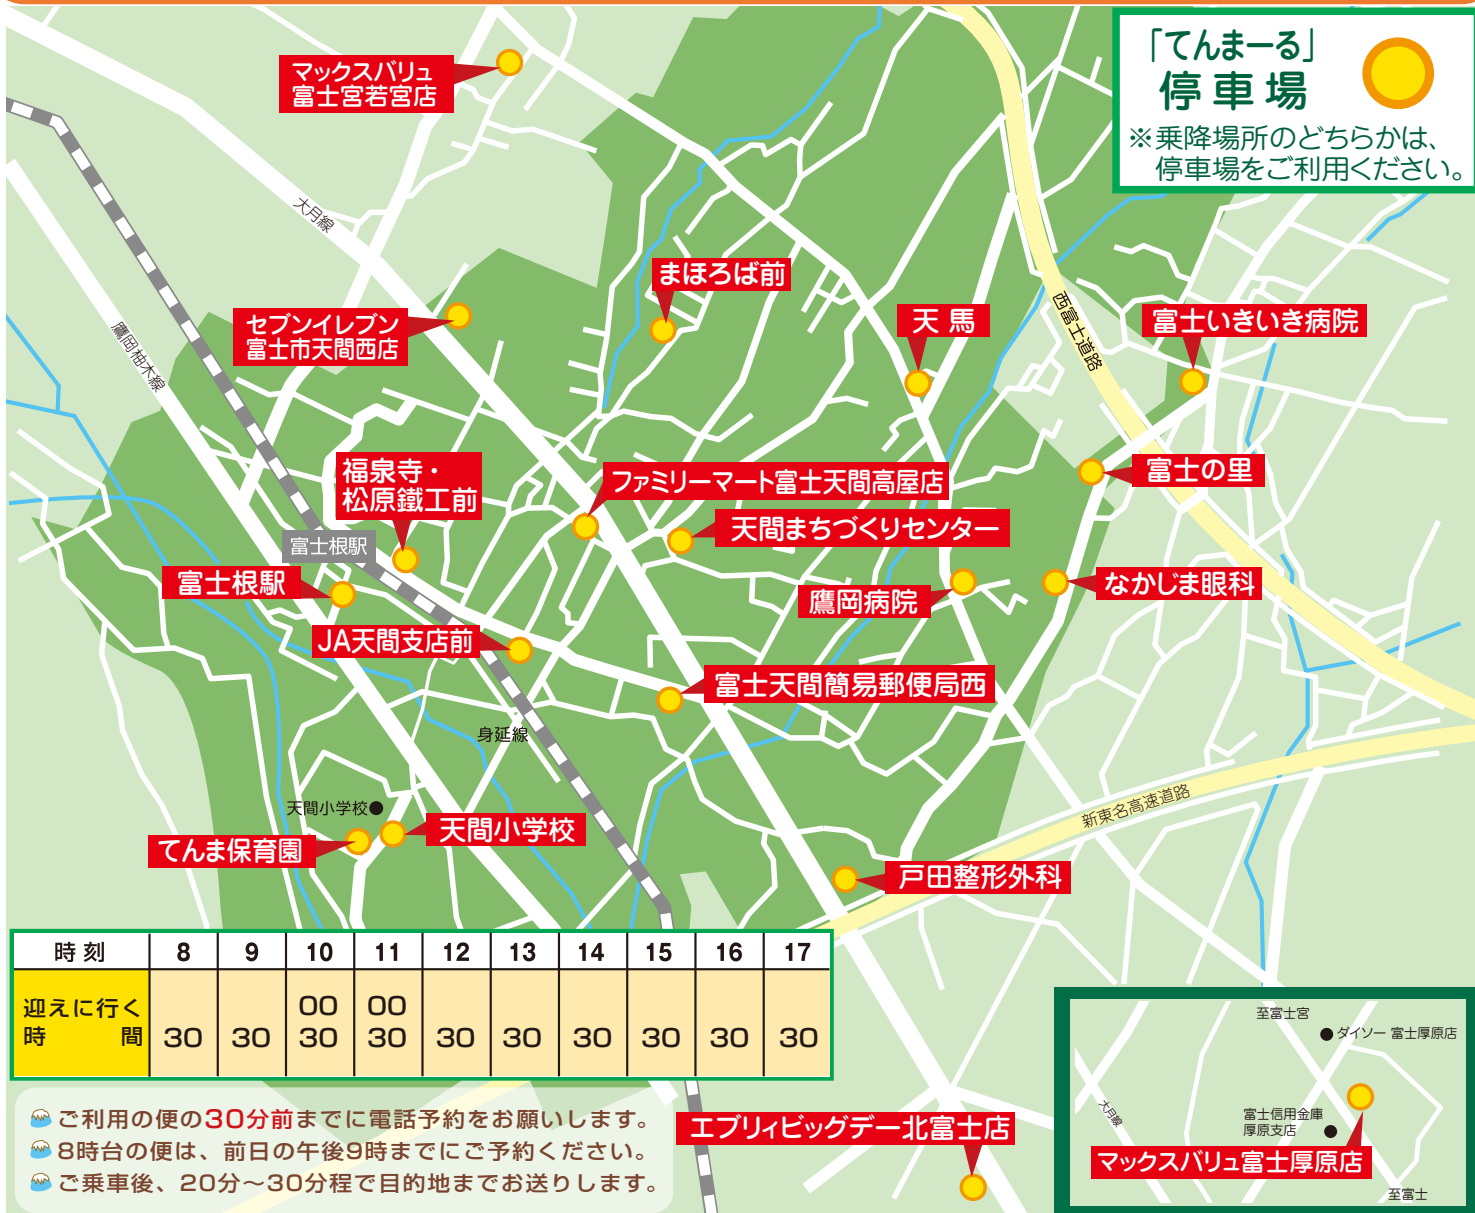 「てんまーる」
停車場
※乗降場所のどちらかは、
停車場をご利用ください。
マックスバリュ
富士宮若宮店
大月線
まほろば前
セブンイレブン
富士市天間西店
天馬
西富士道路
富士いきいき病院
鷹岡柚木線
福泉寺・
松原鐵工前
ファミリーマート富士天間高屋店
富士の里
天間まちづくりセンター
富士根駅
富士根駅
鷹岡病院
なかじま眼科
JA天間支店前
富士天間簡易郵便局西
身延線
天間小学校
天間小学校
てんま保育園
新東名高速道路
戸田整形外科
時刻 8 9 10 11 12 13 14 15 16 17
迎えに行く 00 00
時間 30 30 30 30 30 30 30 30 30 30
ご利用の便の30分前までに電話予約をお願いします。
8時台の便は、前日の午後9時までにご予約ください。
ご乗車後、20分～30分程で目的地までお送りします。
エブリィビッグデー北富士店
至富士宮
ダイソー 富士厚原店
大月線
富士信用金庫
厚原支店
マックスバリュ富士厚原店
至富士